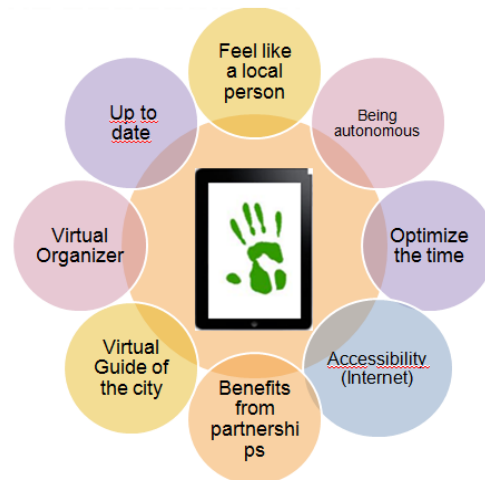 Feel like
a local
person
Being
autonomous
Optimize
the time
Accessibility
(Internet)
Benefits
from
partnershi
ps
Virtual
Guide of
the city
Virtual
Organizer
Up to
date